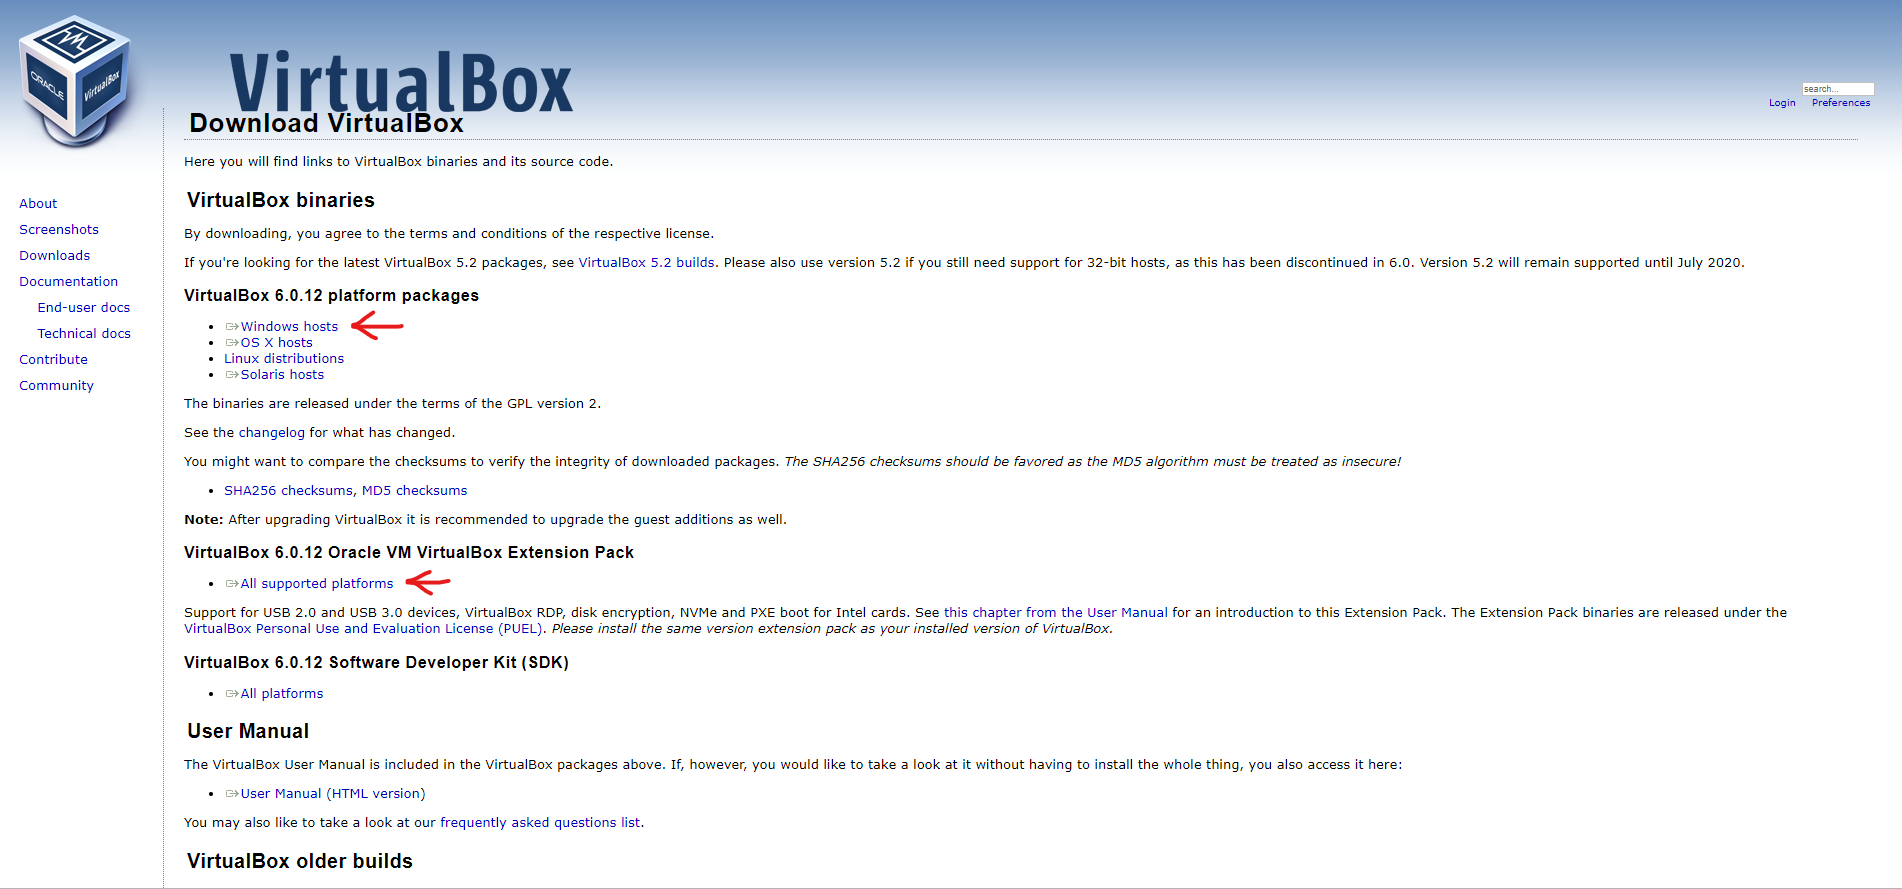 ORACLE
VirtualBox
VirtualBox
search...
Login Preferences
Download VirtualBox
Here you will find links to VirtualBox binaries and its source code.
About
Screenshots
Downloads
Documentation
End-user docs
Technical docs
Contribute
Community
VirtualBox binaries
By downloading, you agree to the terms and conditions of the respective license.
If you're looking for the latest VirtualBox 5.2 packages, see VirtualBox 5.2 builds. Please also use version 5.2 if you still need support for 32-bit hosts, as this has been discontinued in 6.0. Version 5.2 will remain supported until July 2020.
VirtualBox 6.0.12 platform packages
• Windows hosts
• OS X hosts
• Linux distributions
• Solaris hosts
The binaries are released under the terms of the GPL version 2.
See the changelog for what has changed.
You might want to compare the checksums to verify the integrity of downloaded packages. The SHA256 checksums should be favored as the MD5 algorithm must be treated as insecure!
• SHA256 checksums, MD5 checksums
Note: After upgrading VirtualBox it is recommended to upgrade the guest additions as well.
VirtualBox 6.0.12 Oracle VM VirtualBox Extension Pack
• All supported platforms
Support for USB 2.0 and USB 3.0 devices, VirtualBox RDP, disk encryption, NVMe and PXE boot for Intel cards. See this chapter from the User Manual for an introduction to this Extension Pack. The Extension Pack binaries are released under the
VirtualBox Personal Use and Evaluation License (PUEL). Please install the same version extension pack as your installed version of VirtualBox.
VirtualBox 6.0.12 Software Developer Kit (SDK)
• All platforms
User Manual
The VirtualBox User Manual is included in the VirtualBox packages above. If, however, you would like to take a look at it without having to install the whole thing, you also access it here:
• User Manual (HTML version)
You may also like to take a look at our frequently asked questions list.
VirtualBox older builds